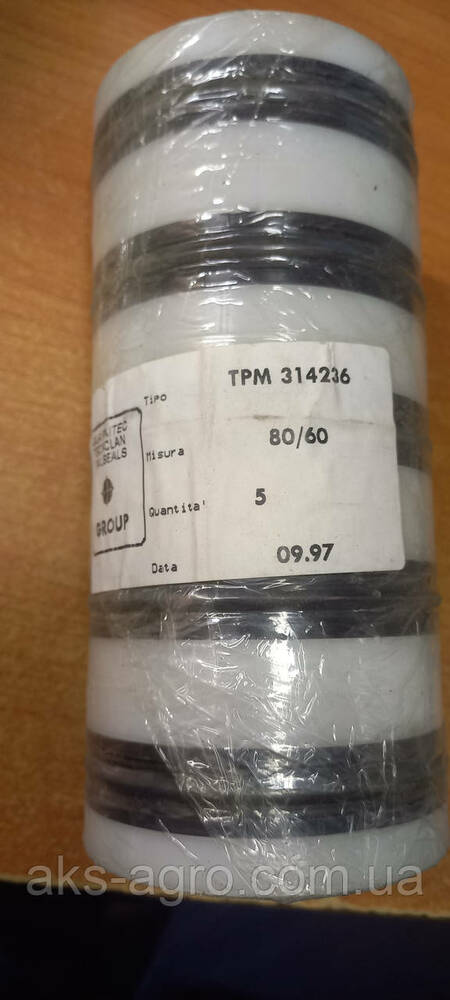 Tipo TPM 314236
Misura 80/60
Quantita' 5
Data 09.97
GROUP
aks-agro.com.ua